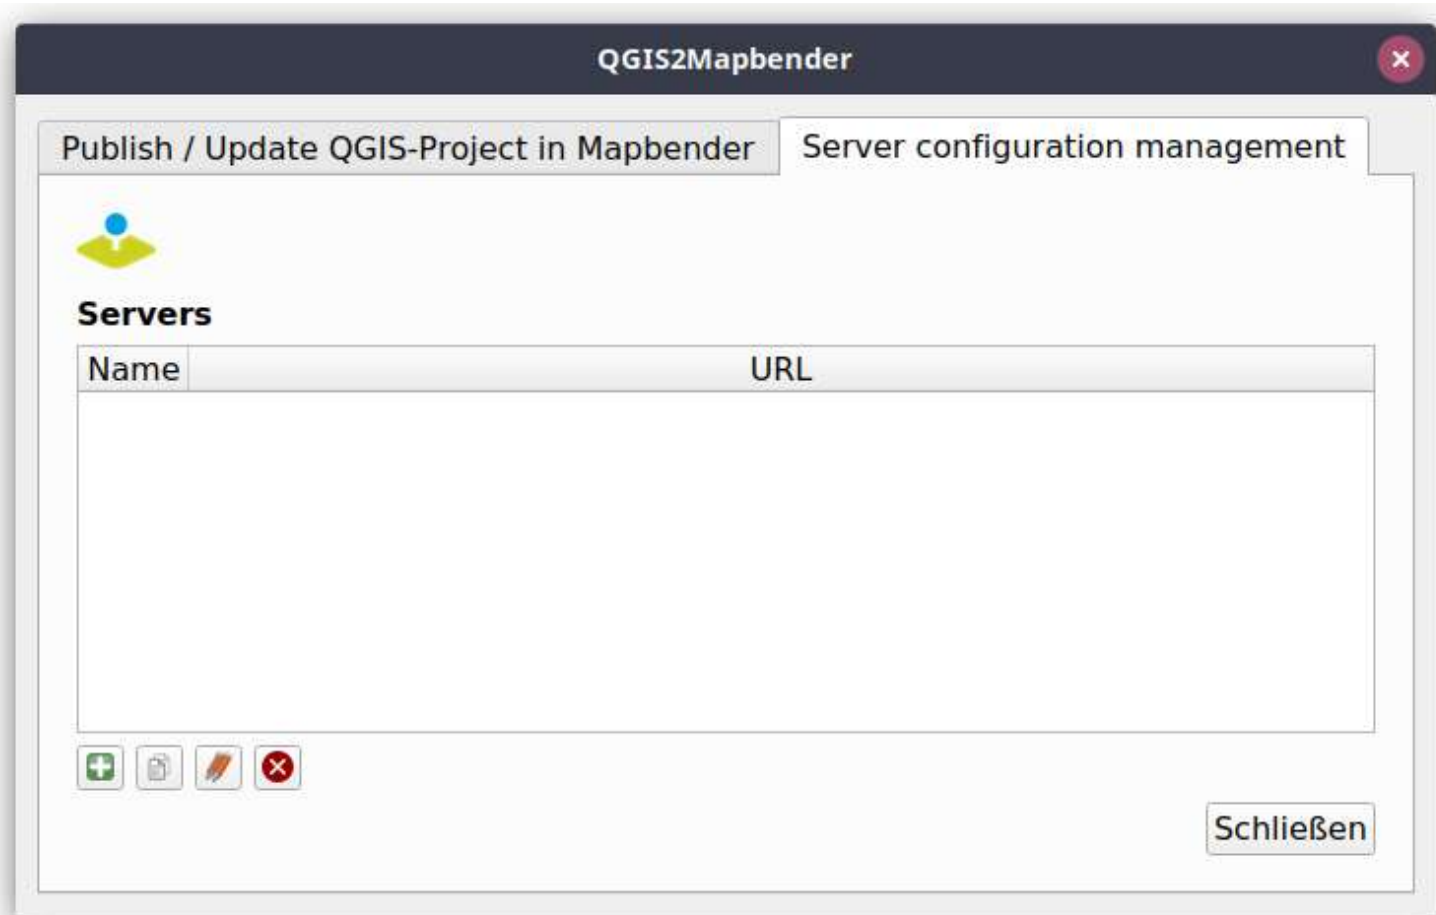 QGIS2Mapbender
Publish / Update QGIS-Project in Mapbender
Server configuration management
Servers
Name
URL
Schließen